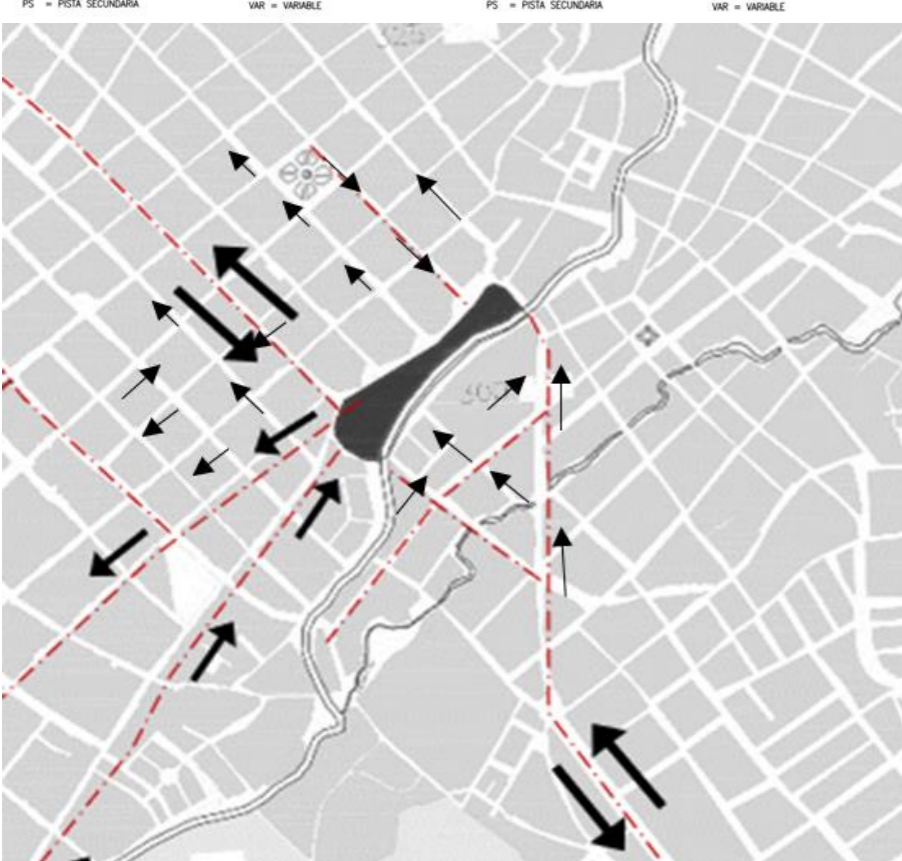 PS = PISTA SECUNDARIA VAR = VARIABLE PS = PISTA SECUNDARIA VAR = VARIABLE